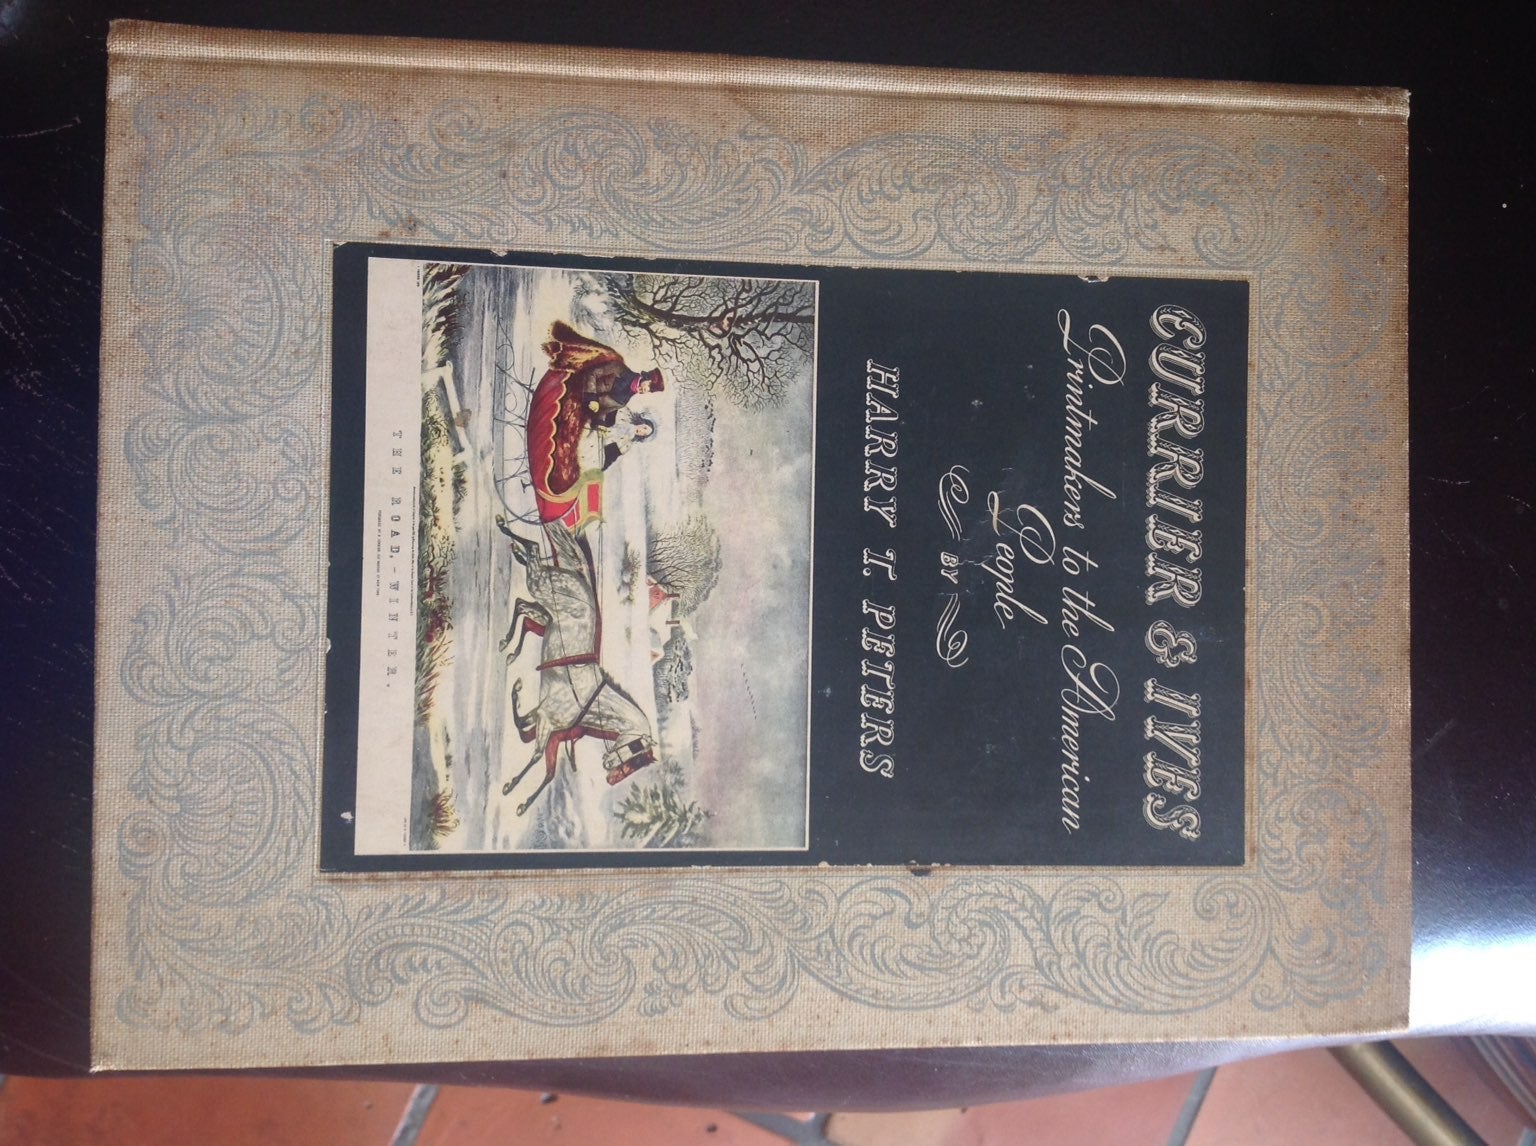 CURRIER & IVES
Printmakers to the American
People
BY
HARRY T. PETERS
THE ROAD,-WINTER.